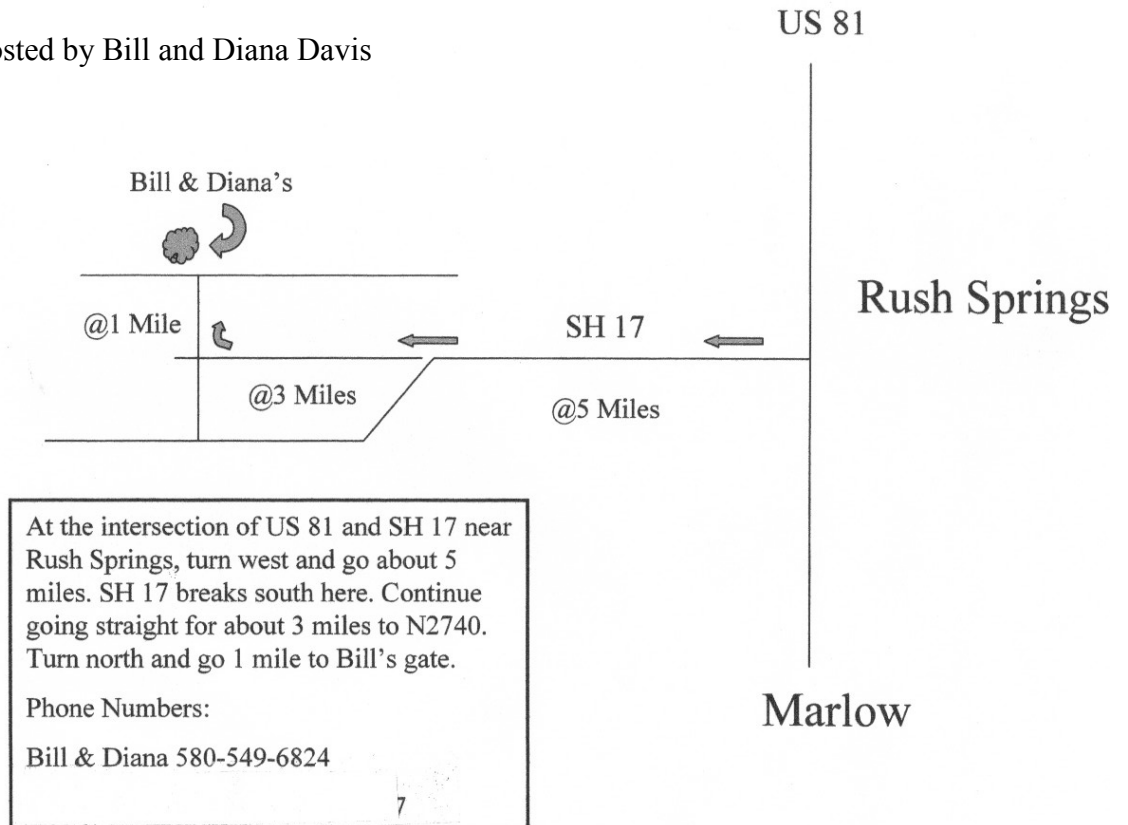 US 81
osted by Bill and Diana Davis
Bill & Diana's
Rush Springs
@1 Mile
SH 17
@3 Miles
@5 Miles
At the intersection of US 81 and SH 17 near
Rush Springs, turn west and go about 5
miles. SH 17 breaks south here. Continue
going straight for about 3 miles to N2740.
Turn north and go 1 mile to Bill's gate.
Phone Numbers:
Bill & Diana 580-549-6824
7
Marlow